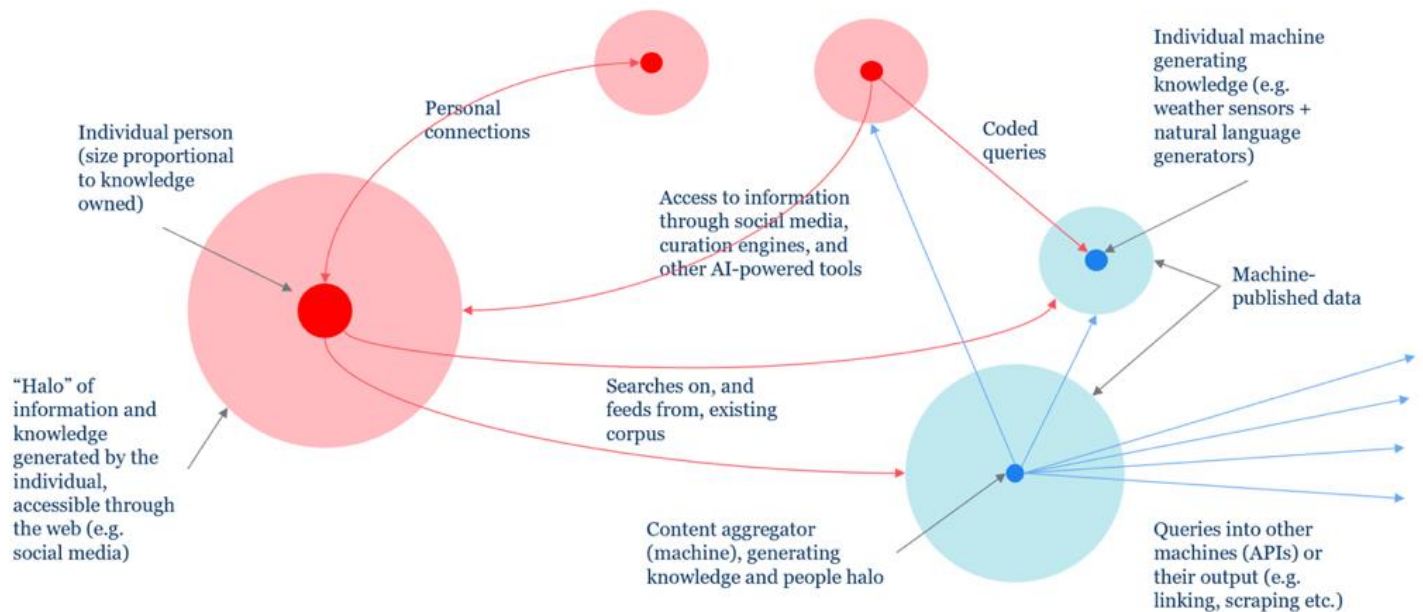 Individual person
(size proportional
to knowledge
owned)
Personal
connections
Individual machine
generating
knowledge (e.g.
weather sensors +
natural language
generators)
Coded
queries
Access to information
through social media,
curation engines, and
other AI-powered tools
Machine-
published data
“Halo” of
information and
knowledge
generated by the
individual,
accessible through
the web (e.g.
social media)
Searches on, and
feeds from, existing
corpus
Content aggregator
(machine), generating
knowledge and people halo
Queries into other
machines (APIs) or
their output (e.g.
linking, scraping etc.)